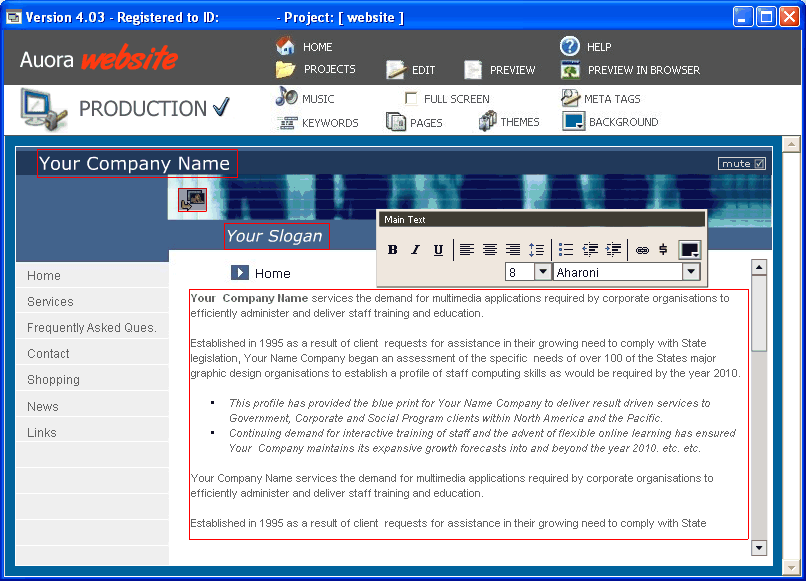 Version 4.03 - Registered to ID: - Project: [ website ]
Auora website
HOME
HELP
PROJECTS
EDIT
PREVIEW
PREVIEW IN BROWSER
PRODUCTION
MUSIC
FULL SCREEN
META TAGS
KEYWORDS
PAGES
THEMES
BACKGROUND
Your Company Name
mute
Your Slogan
Main Text
B I U
$
8
Aharoni
Home
Services
Frequently Asked Ques.
Contact
Shopping
News
Links
Home
Your Company Name services the demand for multimedia applications required by corporate organisations to
efficiently administer and deliver staff training and education.
Established in 1995 as a result of client requests for assistance in their growing need to comply with State
legislation, Your Name Company began an assessment of the specific needs of over 100 of the States major
graphic design organisations to establish a profile of staff computing skills as would be required by the year 2010.
• This profile has provided the blue print for Your Name Company to deliver result driven services to
Government, Corporate and Social Program clients within North America and the Pacific.
• Continuing demand for interactive training of staff and the advent of flexible online learning has ensured
Your Company maintains its expansive growth forecasts into and beyond the year 2010. etc. etc.
Your Company Name services the demand for multimedia applications required by corporate organisations to
efficiently administer and deliver staff training and education.
Established in 1995 as a result of client requests for assistance in their growing need to comply with State